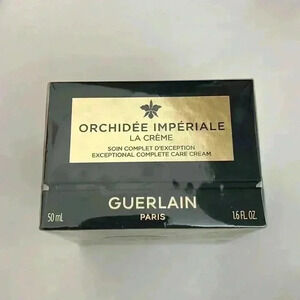 ORCHIDÉE IMPÉRIALE
LA CRÈME
SOIN COMPLET D'EXCEPTION
EXCEPTIONAL COMPLETE CARE CREAM
GUERLAIN
50 mL PARIS 1.6 FL. OZ.